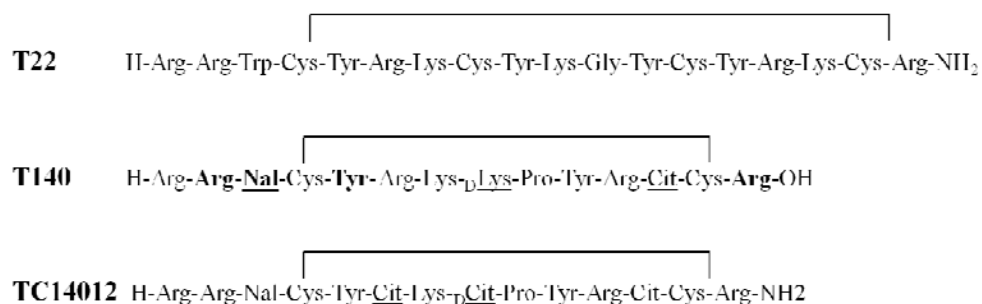 T22 H-Arg-Arg-Trp-Cys-Tyr-Arg-Lys-Cys-Tyr-Lys-Gly-Tyr-Cys-Tyr-Arg-Lys-Cys-Arg-NH2
T140 H-Arg-Arg-Nal-Cys-Tyr-Arg-Lys-DLys-Pro-Tyr-Arg-Cit-Cys-Arg-OH
TC14012 H-Arg-Arg-Nal-Cys-Tyr-Cit-Lys-DCit-Pro-Tyr-Arg-Cit-Cys-Arg-NH2